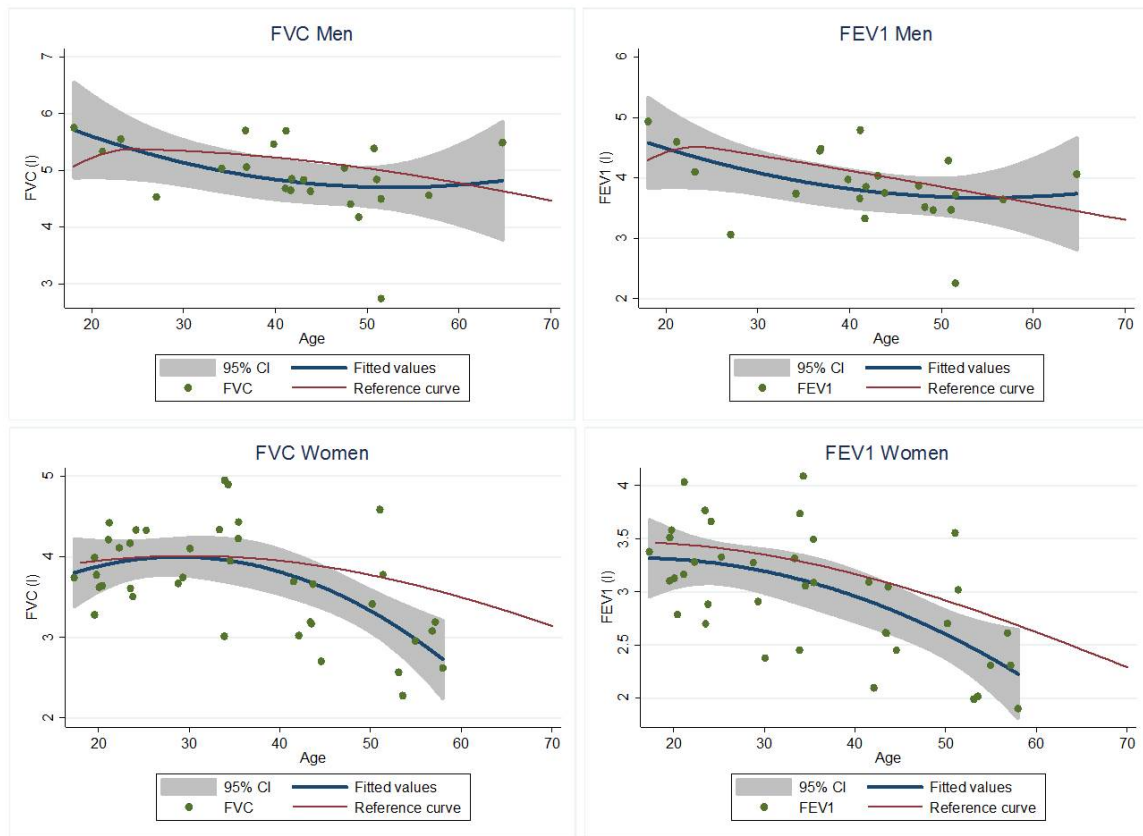 FVC Men
7
6
5
4
3
FVC (l)
20 30 40 50 60 70
Age
95% CI Fitted values
FVC Reference curve
FEV1 Men
6
5
4
3
2
FEV1 (l)
20 30 40 50 60 70
Age
95% CI Fitted values
FEV1 Reference curve
FVC Women
5
4
3
2
FVC (l)
20 30 40 50 60 70
Age
95% CI Fitted values
FVC Reference curve
FEV1 Women
4
3.5
3
2.5
2
FEV1 (l)
20 30 40 50 60 70
Age
95% CI Fitted values
FEV1 Reference curve